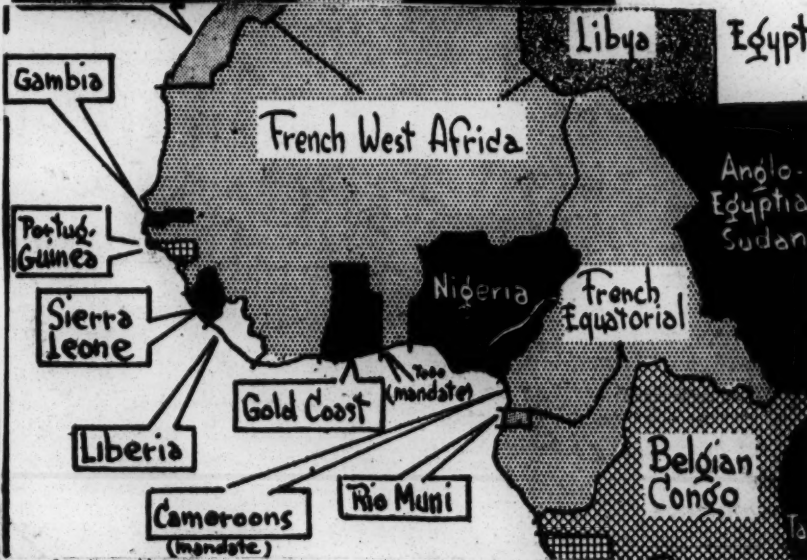 Libya
Egypt
Gambia
French West Africa
Anglo-
Egyptia
Sudan
Portug.
Guinea
Nigeria
French
Equatorial
Sierra
Leone
Togo
(mandate)
Gold Coast
Liberia
Belgian
Congo
Rio Muni
Cameroons
(mandate)